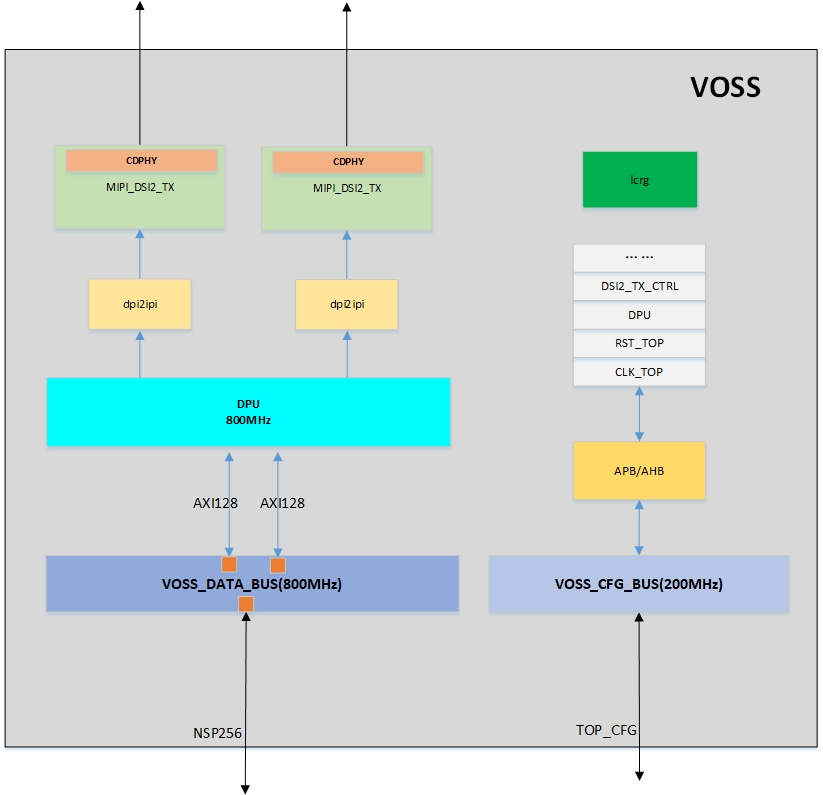 VOSS
CDPHY
MIPI_DSI2_TX
CDPHY
MIPI_DSI2_TX
lcrg
... ...
DSI2_TX_CTRL
DPU
RST_TOP
CLK_TOP
dpi2ipi
dpi2ipi
DPU
800MHz
APB/AHB
AXI128
AXI128
VOSS_DATA_BUS(800MHz)
VOSS_CFG_BUS(200MHz)
NSP256
TOP_CFG